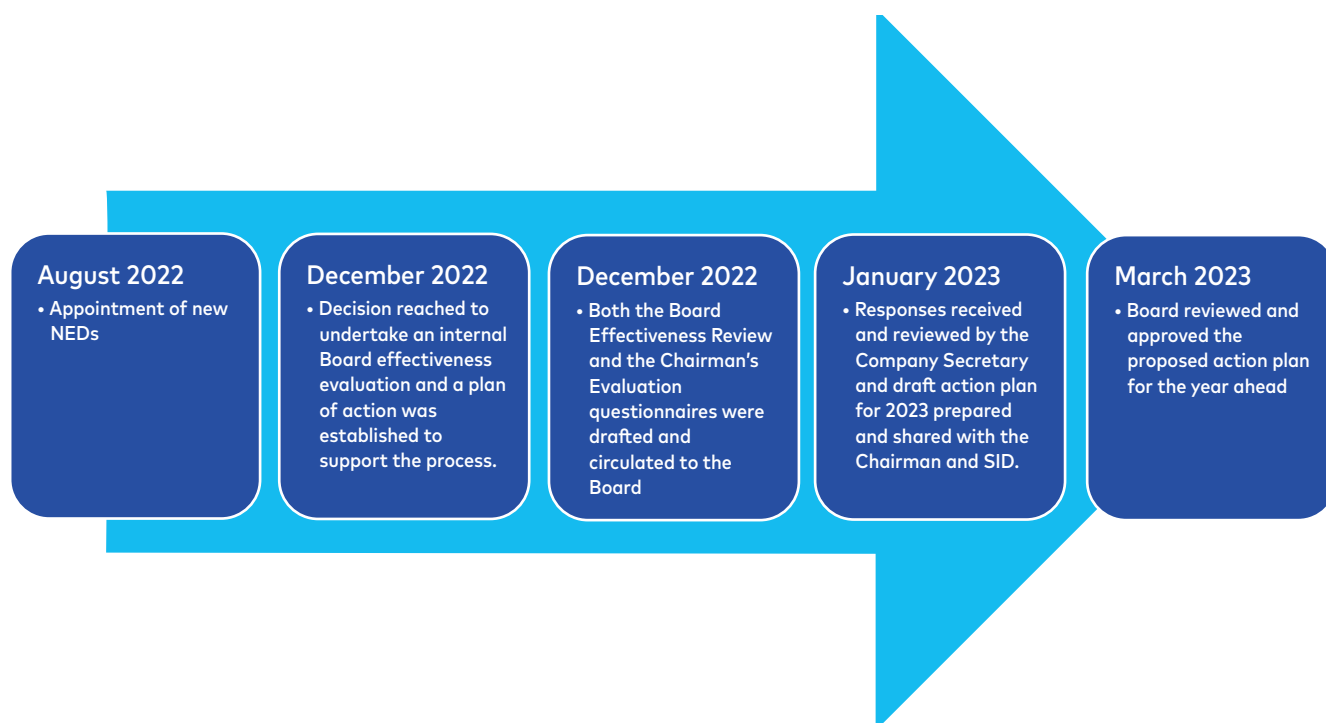 August 2022
• Appointment of new
NEDs
December 2022
• Decision reached to
undertake an internal
Board effectiveness
evaluation and a plan
of action was
established to
support the process.
December 2022
• Both the Board
Effectiveness Review
and the Chairman’s
Evaluation
questionnaires were
drafted and
circulated to the
Board
January 2023
• Responses received
and reviewed by the
Company Secretary
and draft action plan
for 2023 prepared
and shared with the
Chairman and SID.
March 2023
• Board reviewed and
approved the
proposed action plan
for the year ahead